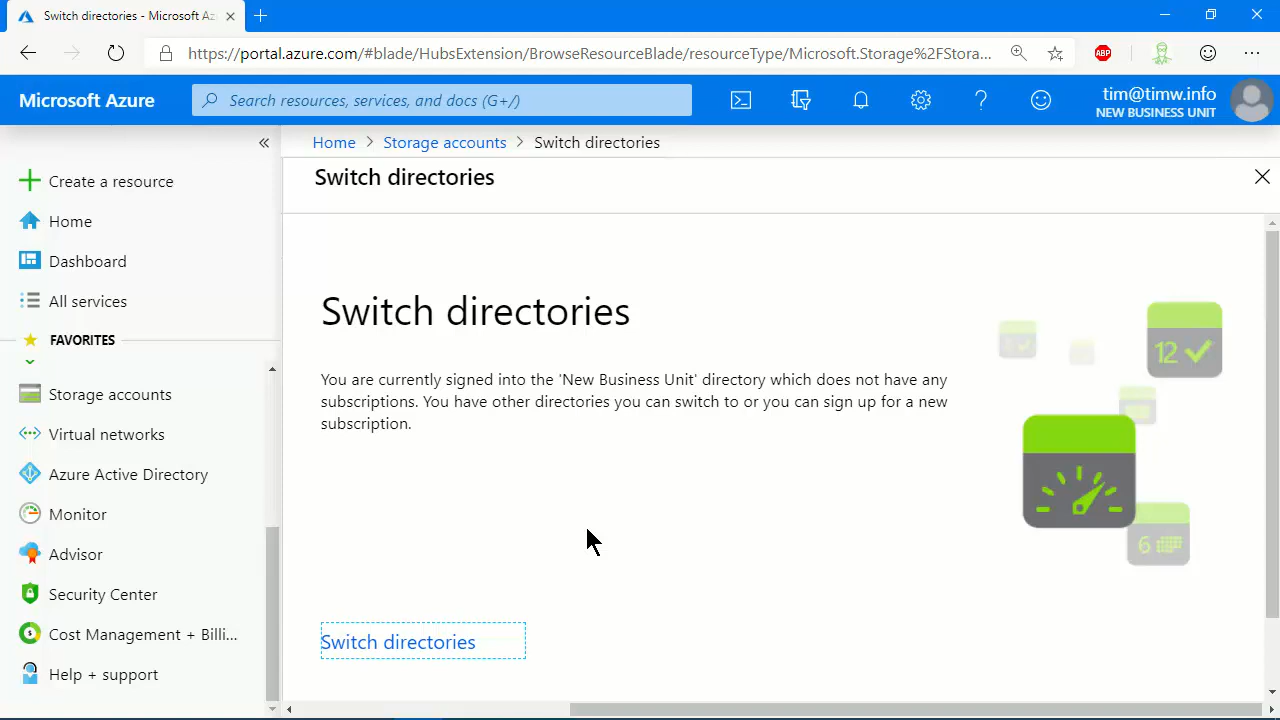 Switch directories - Microsoft Az
https://portal.azure.com/#blade/HubsExtension/BrowseResourceBlade/resourceType/Microsoft.Storage%2FStora...
ABP
Microsoft Azure
Search resources, services, and docs (G+/)
tim@timw.info
NEW BUSINESS UNIT
Home > Storage accounts > Switch directories
Switch directories
Create a resource
Home
Dashboard
All services
FAVORITES
Storage accounts
Virtual networks
Azure Active Directory
Monitor
Advisor
Security Center
Cost Management + Billi...
Help + support
Switch directories
You are currently signed into the 'New Business Unit' directory which does not have any
subscriptions. You have other directories you can switch to or you can sign up for a new
subscription.
12
6
Switch directories